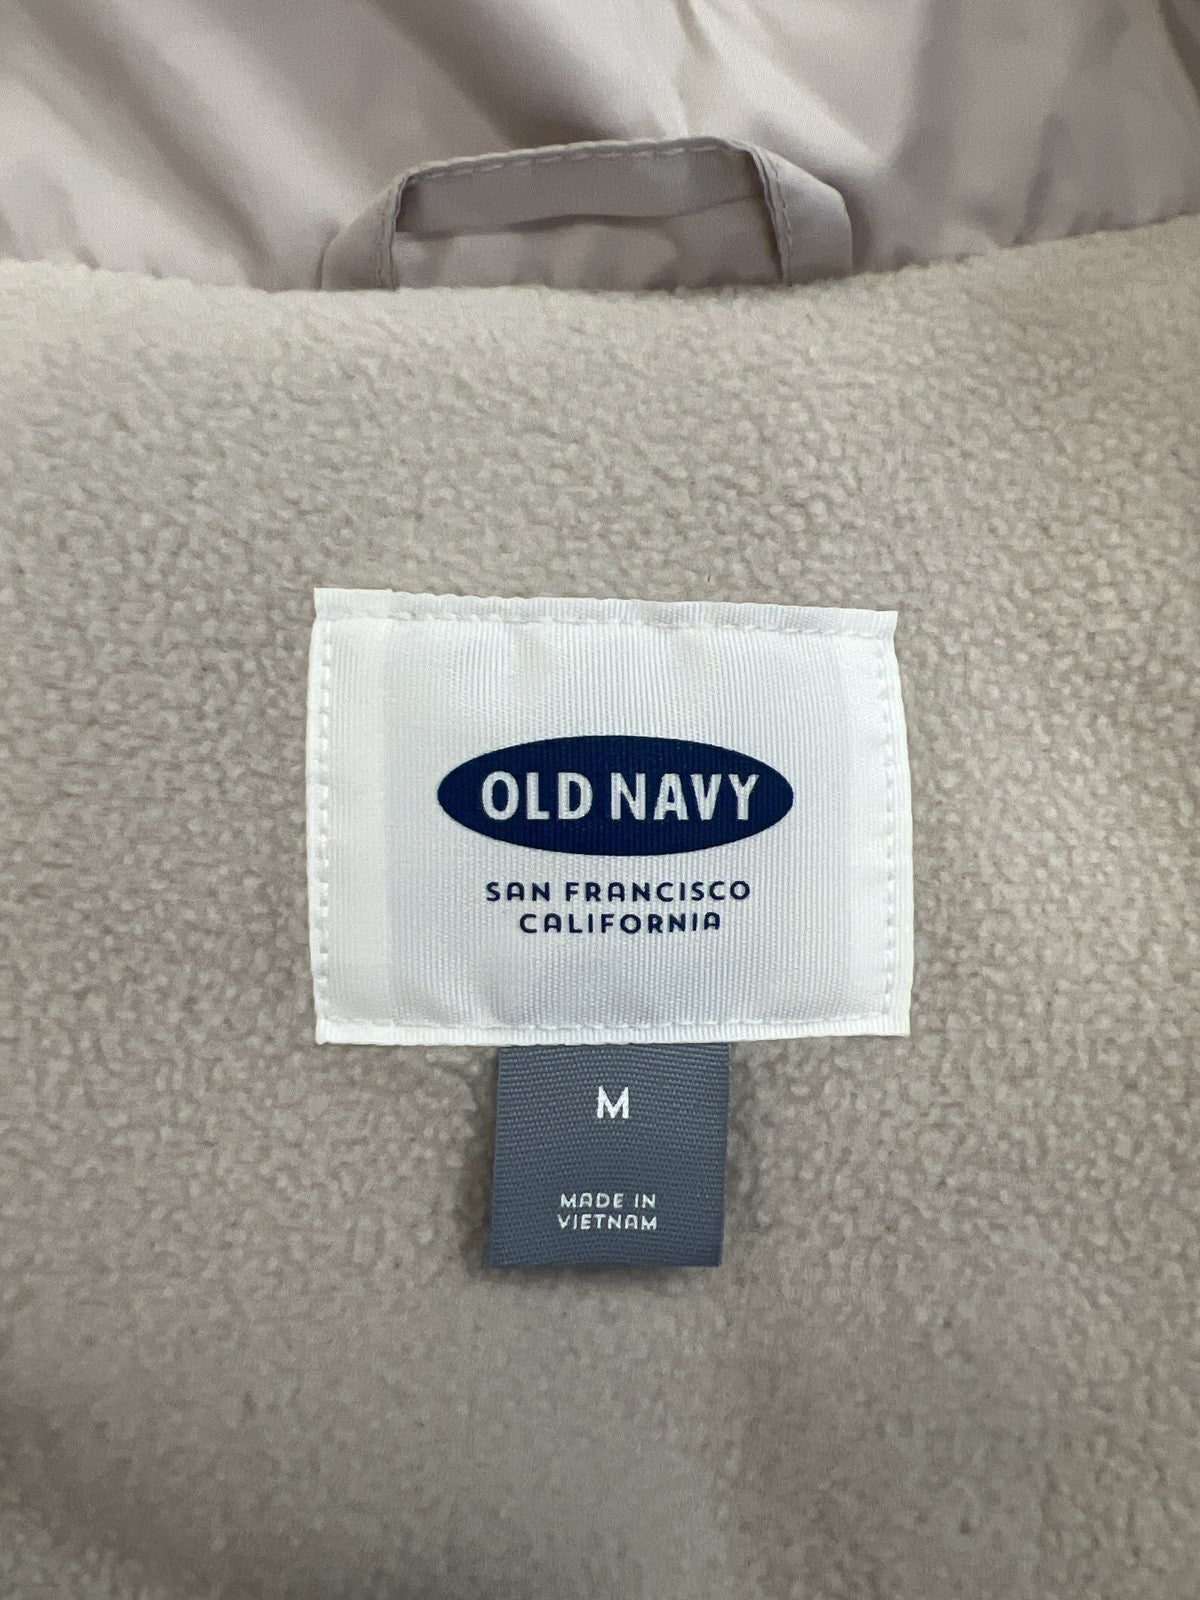 OLD NAVY
SAN FRANCISCO
CALIFORNIA
M
MADE IN
VIETNAM